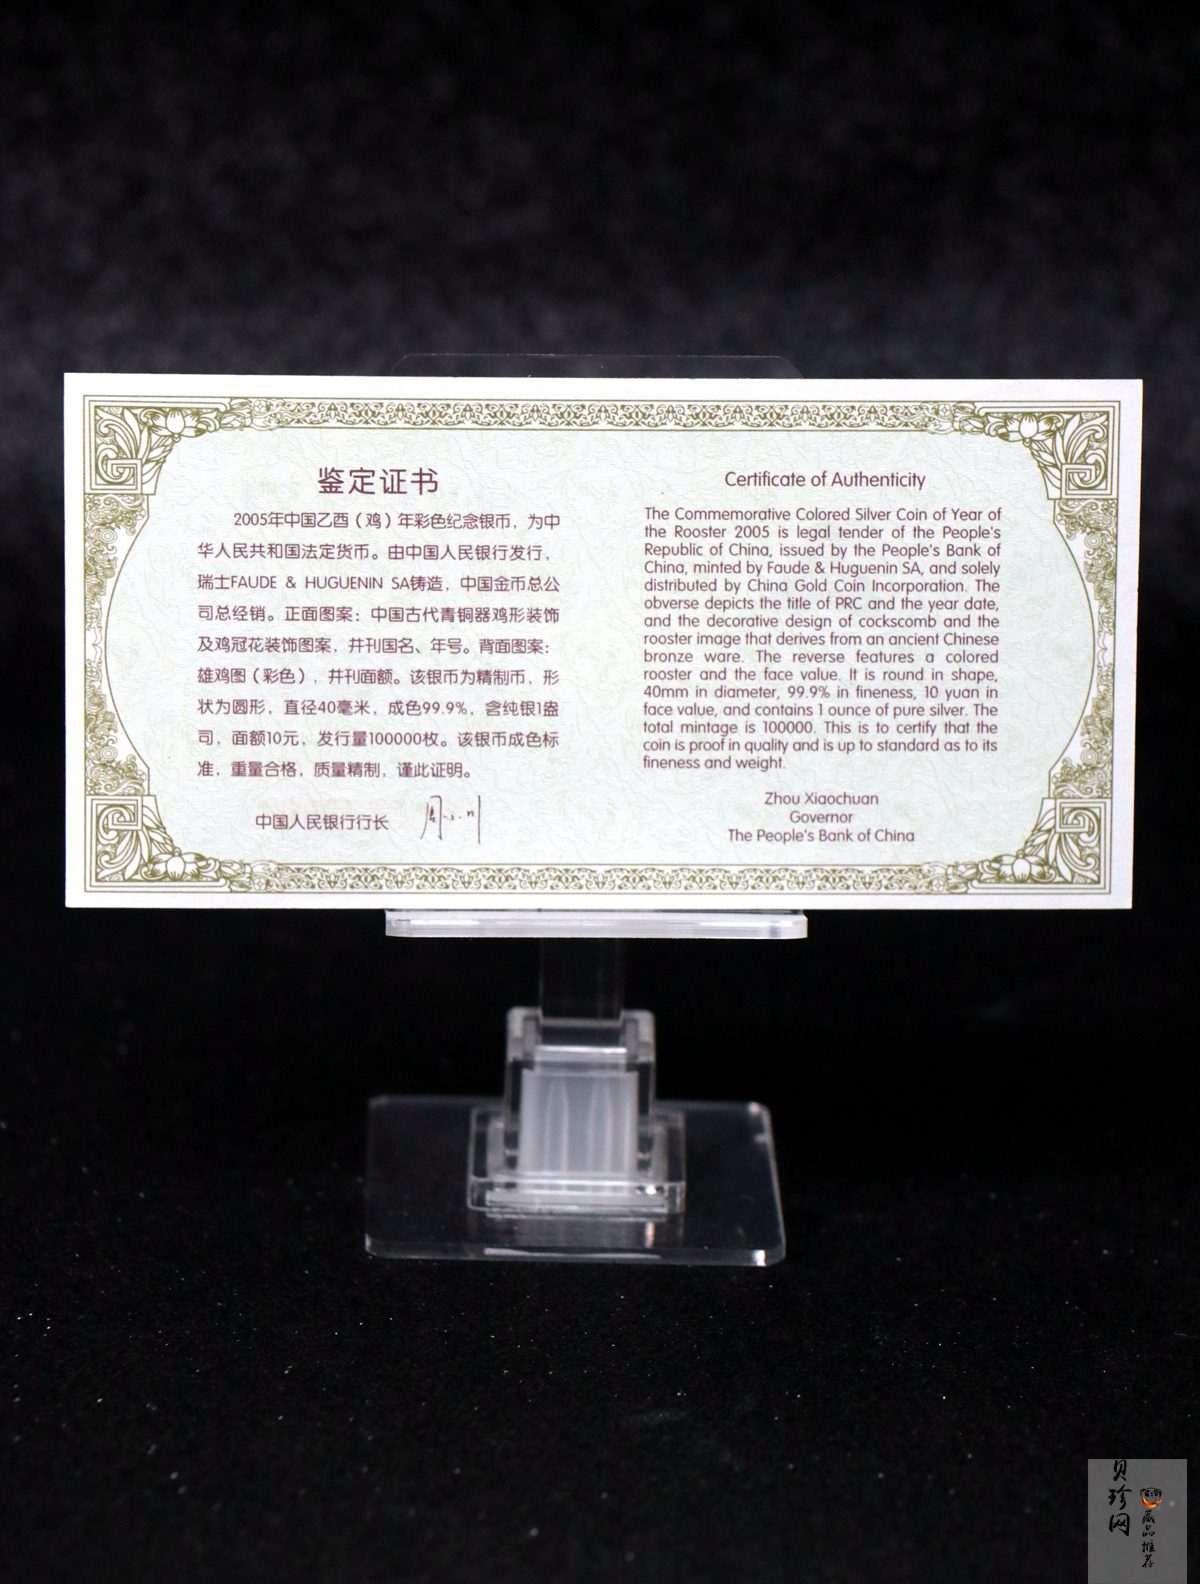 鉴定证书
2005年中国乙酉（鸡）年彩色纪念银币，为中
华人民共和国法定货币。由中国人民银行发行，
瑞士FAUDE & HUGUENIN SA铸造，中国金币总公
司总经销。正面图案：中国古代青铜器鸡形装饰
及鸡冠花装饰图案，并刊国名、年号。背面图案：
雄鸡图（彩色），并刊面额。该银币为精制币，形
状为圆形，直径40毫米，成色99.9%，含纯银1盎
司，面额10元，发行量100000枚。该银币成色标
准，重量合格，质量精制，谨此证明。
中国人民银行行长
Certificate of Authenticity
The Commemorative Colored Silver Coin of Year of
the Rooster 2005 is legal tender of the People's
Republic of China, issued by the People's Bank of
China, minted by Faude & Huguenin SA, and solely
distributed by China Gold Coin Incorporation. The
obverse depicts the title of PRC and the year date,
and the decorative design of cockscomb and the
rooster image that derives from an ancient Chinese
bronze ware. The reverse features a colored
rooster and the face value. It is round in shape,
40mm in diameter, 99.9% in fineness, 10 yuan in
face value, and contains 1 ounce of pure silver. The
total mintage is 100000. This is to certify that the
coin is proof in quality and is up to standard as to its
fineness and weight.
Zhou Xiaochuan
Governor
The People's Bank of China
贝珍网
藏品推荐